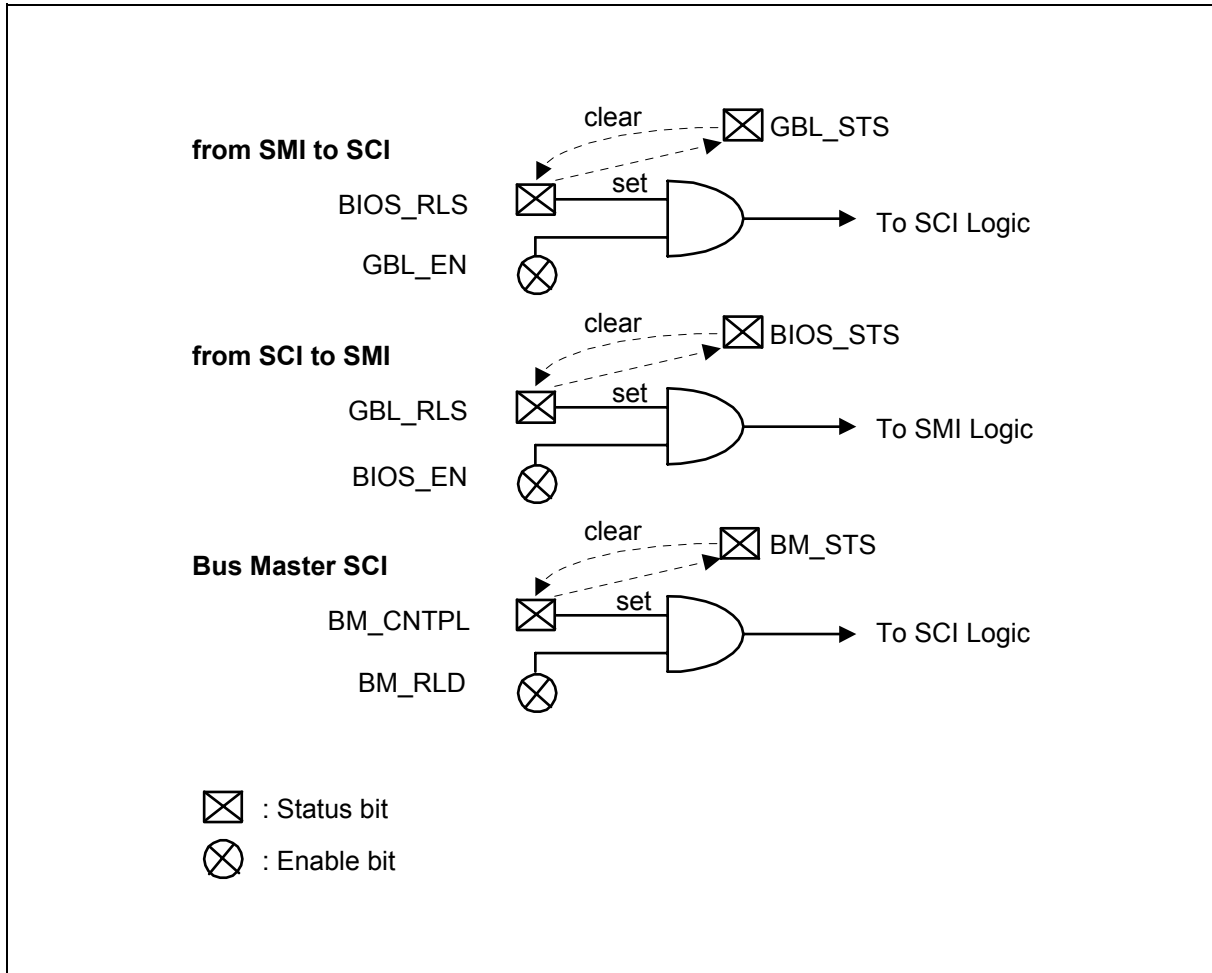 clear
GBL_STS
from SMI to SCI
set
BIOS_RLS
To SCI Logic
GBL_EN
clear
BIOS_STS
from SCI to SMI
set
GBL_RLS
To SMI Logic
BIOS_EN
clear
BM_STS
Bus Master SCI
set
BM_CNTPL
To SCI Logic
BM_RLD
: Status bit
: Enable bit